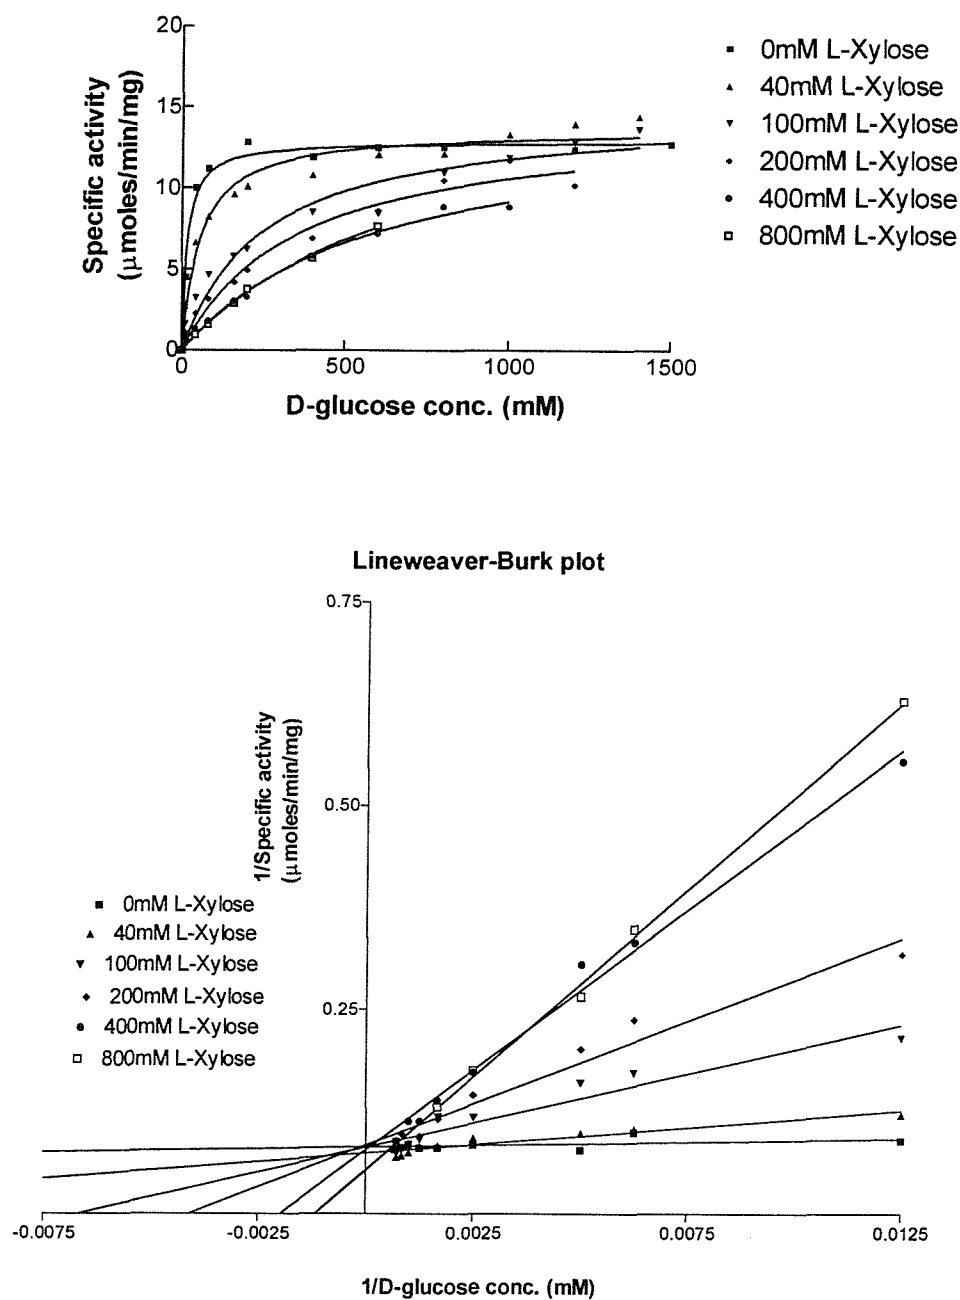 20
15
10
5
0
0
500
1000
1500
Specific activity
(μmoles/min/mg)
D-glucose conc. (mM)
0mM L-Xylose
40mM L-Xylose
100mM L-Xylose
200mM L-Xylose
400mM L-Xylose
800mM L-Xylose
Lineweaver-Burk plot
0.75
0.50
0.25
1/Specific activity
(μmoles/min/mg)
0mM L-Xylose
40mM L-Xylose
100mM L-Xylose
200mM L-Xylose
400mM L-Xylose
800mM L-Xylose
-0.0075
-0.0025
0.0025
0.0075
0.0125
1/D-glucose conc. (mM)